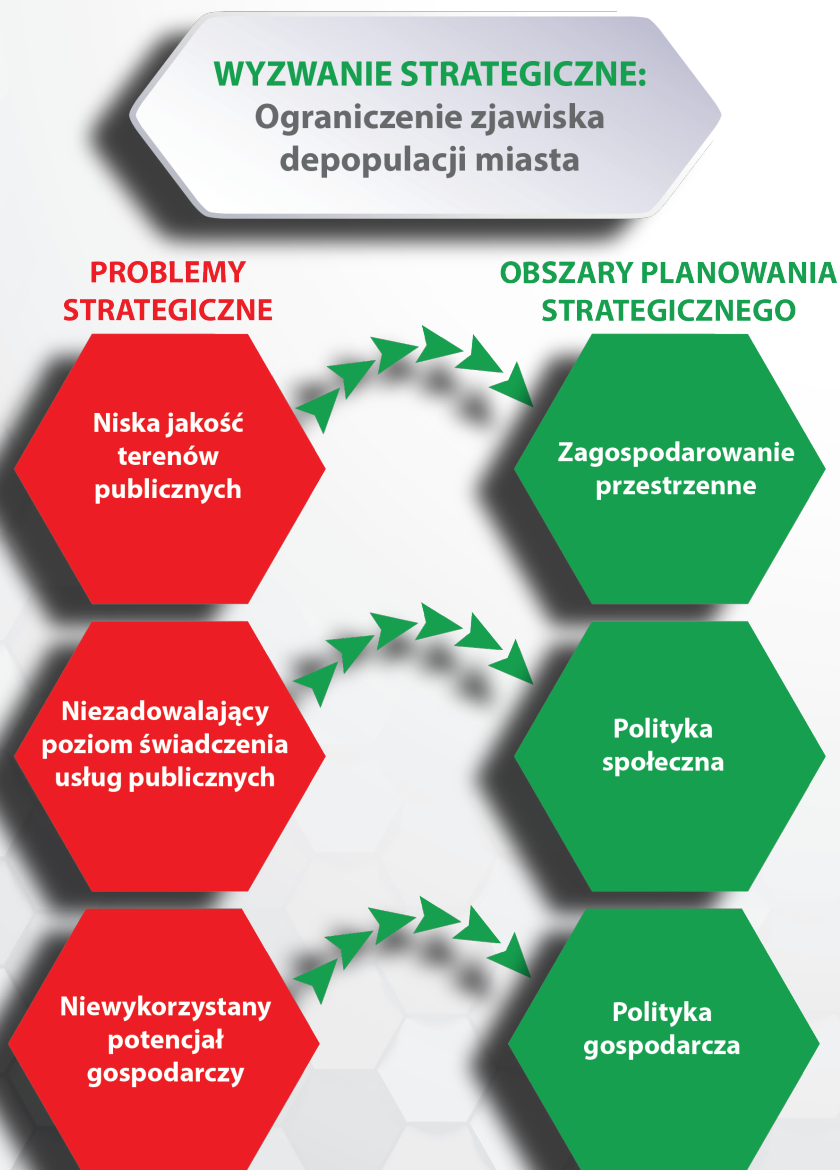 WYZWANIE STRATEGICZNE:
Ograniczenie zjawiska
depopulacji miasta
PROBLEMY
STRATEGICZNE
OBSZARY PLANOWANIA
STRATEGICZNEGO
Niska jakość
terenów
publicznych
Zagospodarowanie
przestrzenne
Niezadowalający
poziom świadczenia
usług publicznych
Polityka
społeczna
Niewykorzystany
potencjał
gospodarczy
Polityka
gospodarcza